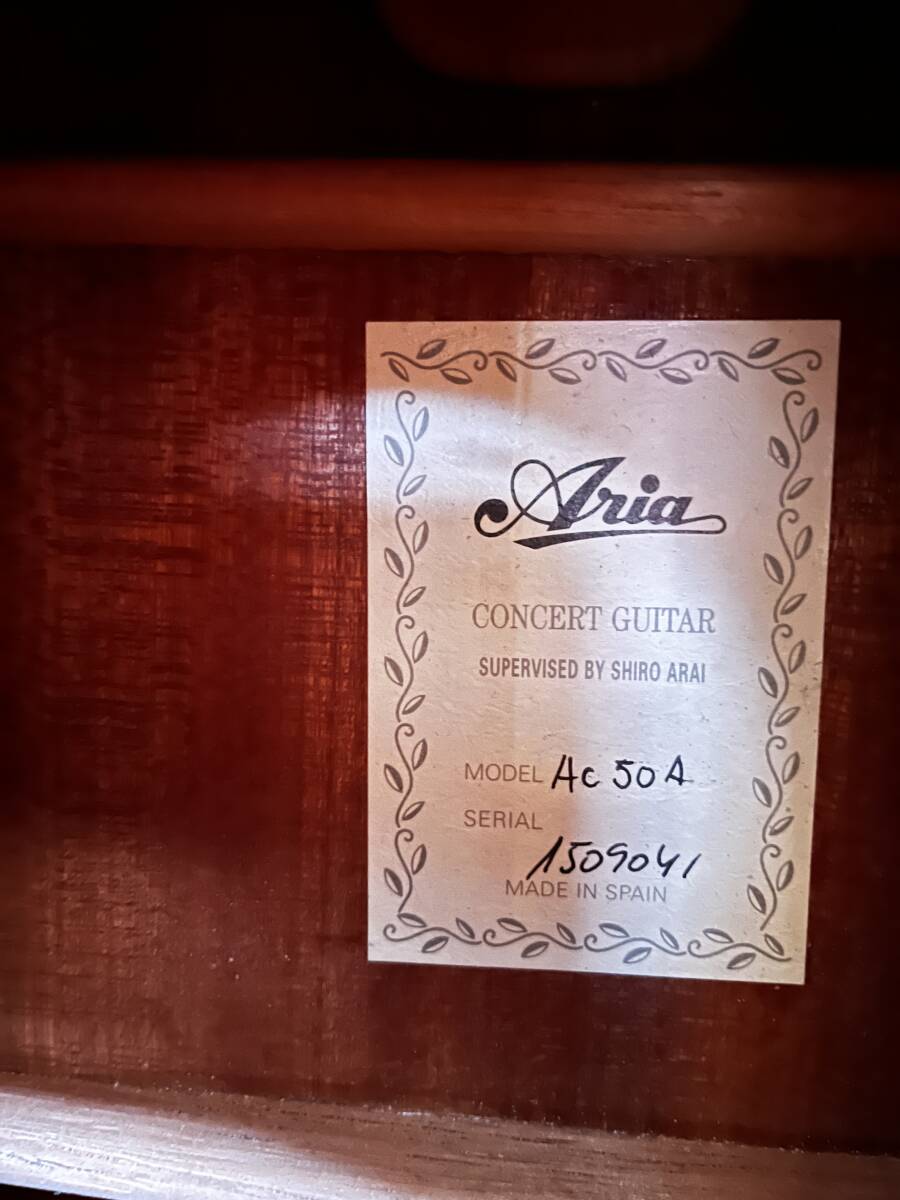 Aria
CONCERT GUITAR
SUPERVISED BY SHIRO ARAI
MODEL AC 50A
SERIAL
1509041
MADE IN SPAIN